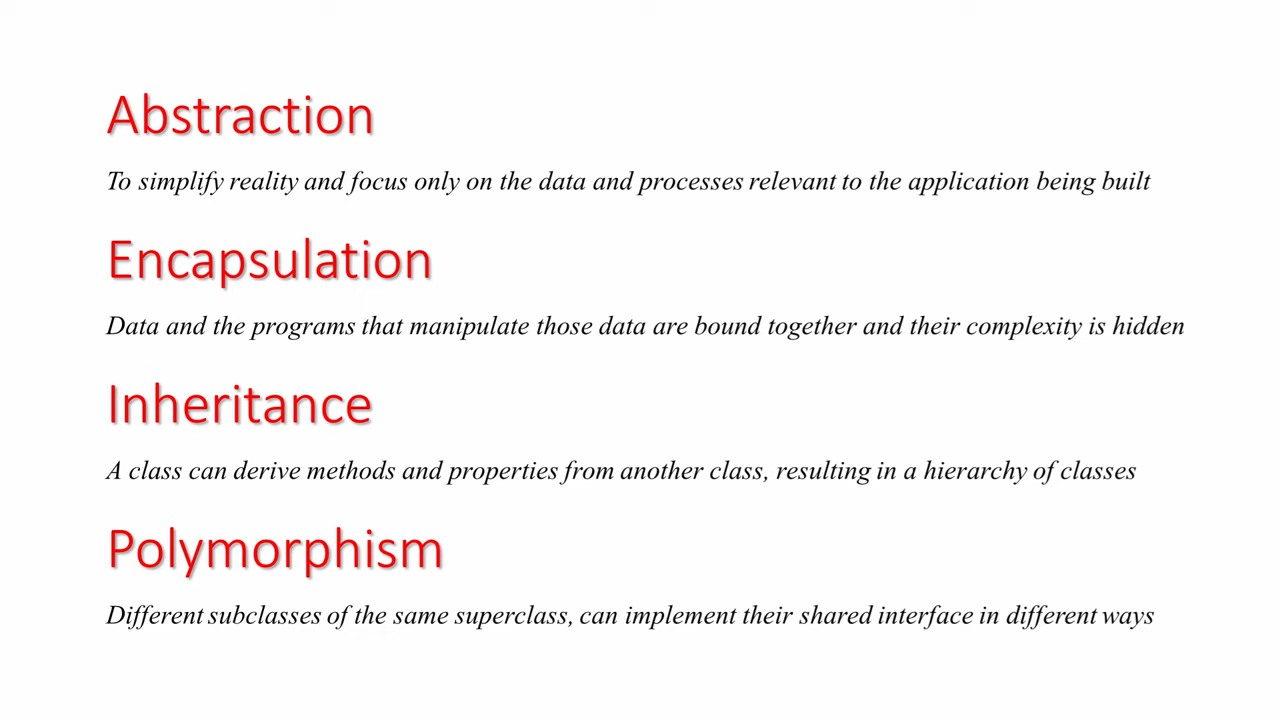 Abstraction
To simplify reality and focus only on the data and processes relevant to the application being built
Encapsulation
Data and the programs that manipulate those data are bound together and their complexity is hidden
Inheritance
A class can derive methods and properties from another class, resulting in a hierarchy of classes
Polymorphism
Different subclasses of the same superclass, can implement their shared interface in different ways